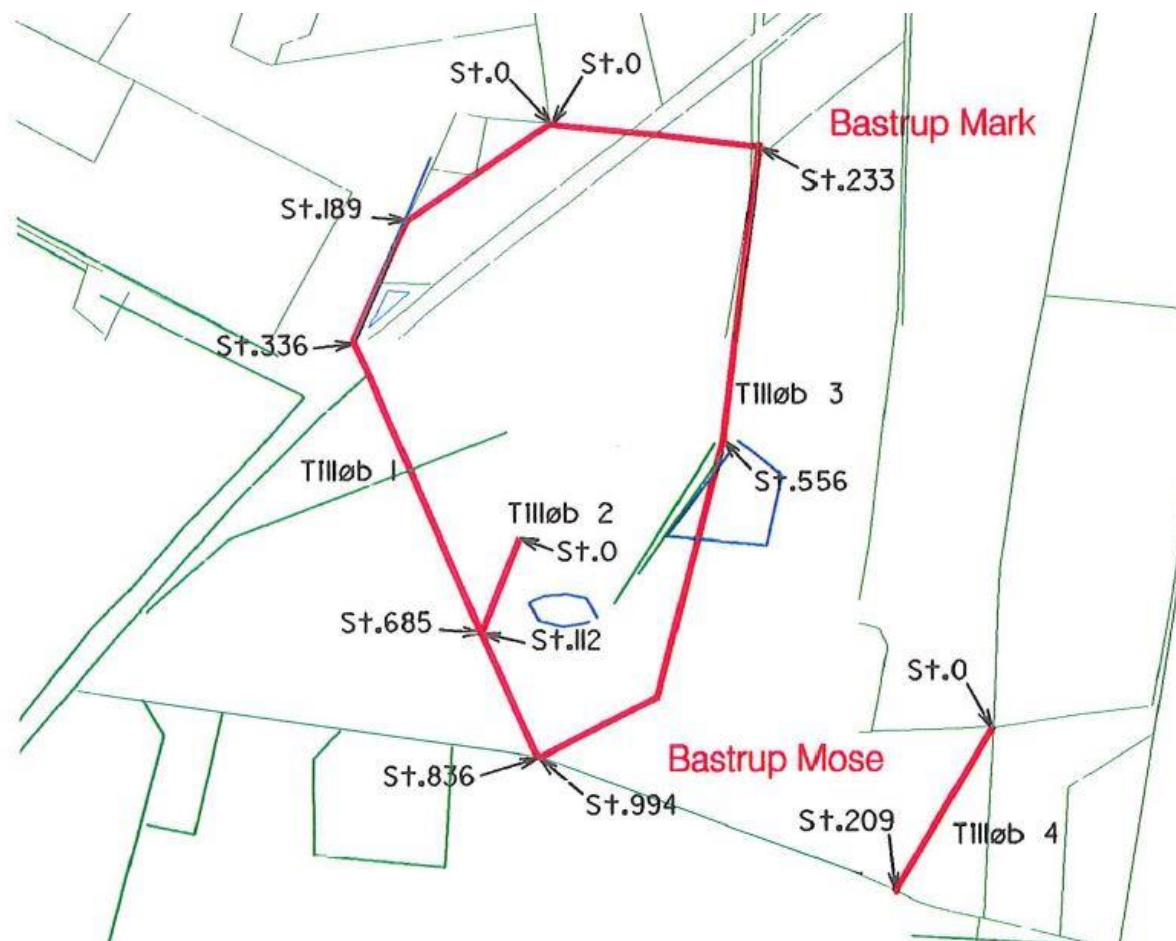 St.0
St.0
Bastrup Mark
St.233
St.189
St.336
Tilløb 3
Tilløb 1
St.556
Tilløb 2
St.0
St.685
St.112
St.0
Bastrup Mose
St.836
St.994
St.209
Tilløb 4